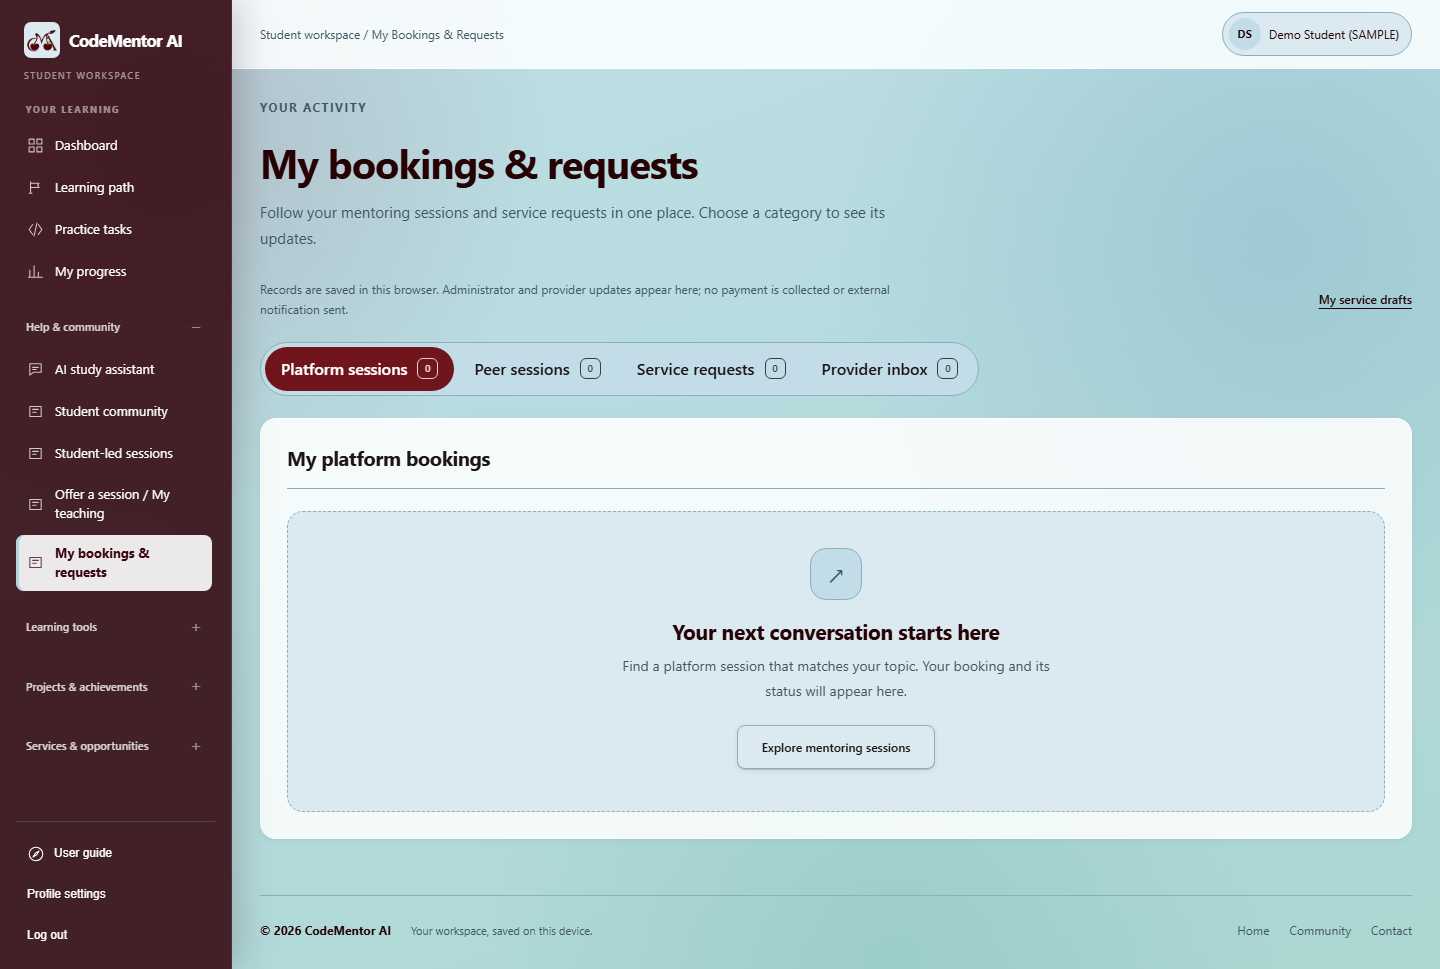 CodeMentor AI
STUDENT WORKSPACE
YOUR LEARNING
Dashboard
Learning path
Practice tasks
My progress
Help & community
AI study assistant
Student community
Student-led sessions
Offer a session / My
teaching
My bookings &
requests
Learning tools
Projects & achievements
Services & opportunities
User guide
Profile settings
Log out
Student workspace / My Bookings & Requests
DS Demo Student (SAMPLE)
YOUR ACTIVITY
My bookings & requests
Follow your mentoring sessions and service requests in one place. Choose a category to see its
updates.
Records are saved in this browser. Administrator and provider updates appear here; no payment is collected or external
notification sent.
My service drafts
Platform sessions 0 Peer sessions 0 Service requests 0 Provider inbox 0
My platform bookings
Your next conversation starts here
Find a platform session that matches your topic. Your booking and its
status will appear here.
Explore mentoring sessions
© 2026 CodeMentor AI Your workspace, saved on this device. Home Community Contact